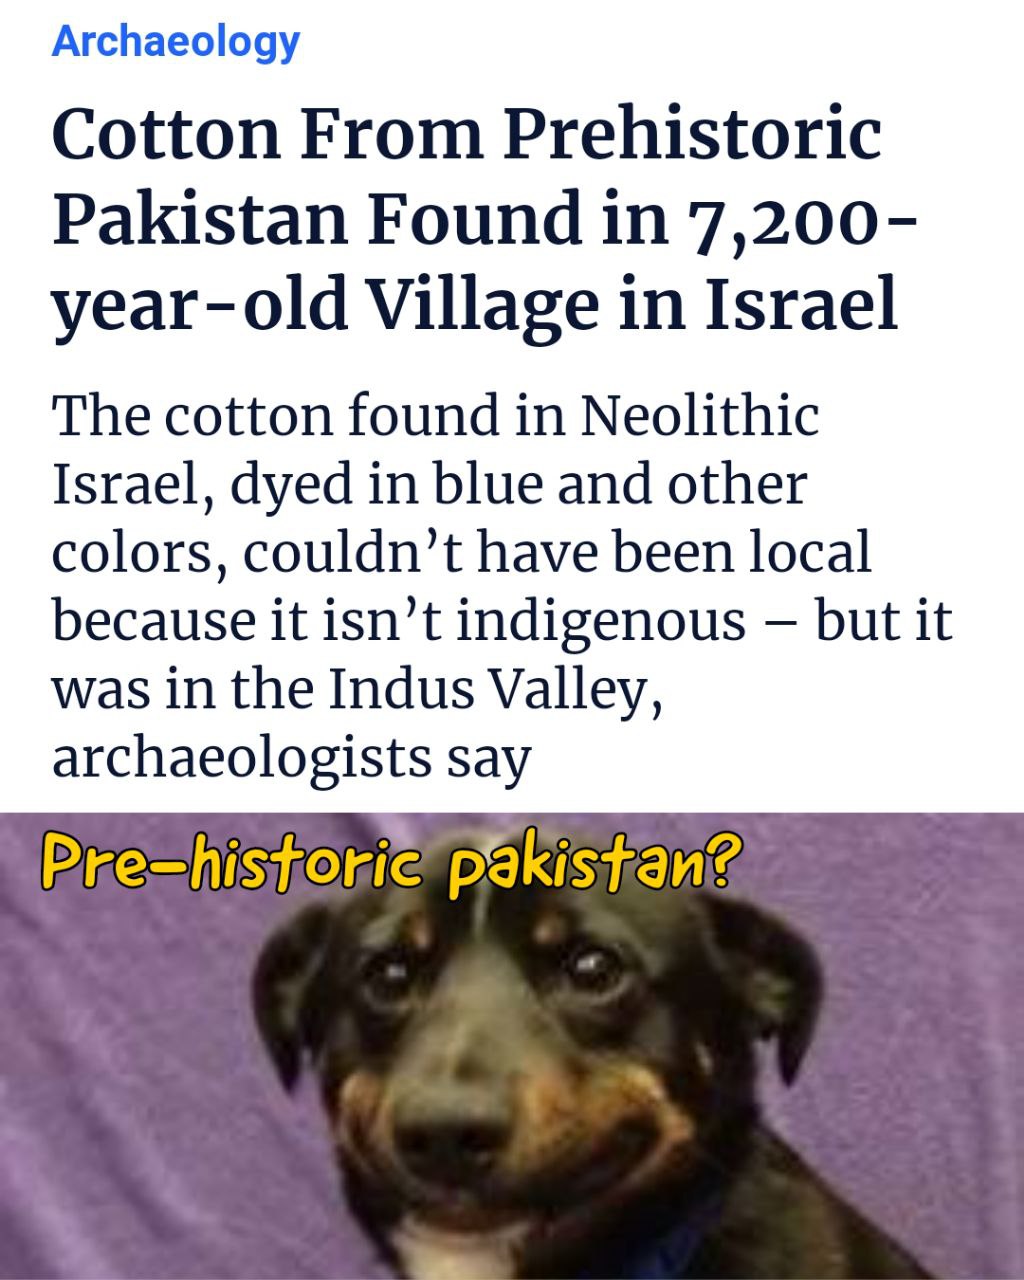 Archaeology
Cotton From Prehistoric
Pakistan Found in 7,200-
year-old Village in Israel
The cotton found in Neolithic
Israel, dyed in blue and other
colors, couldn’t have been local
because it isn’t indigenous – but it
was in the Indus Valley,
archaeologists say
Pre-historic pakistan?